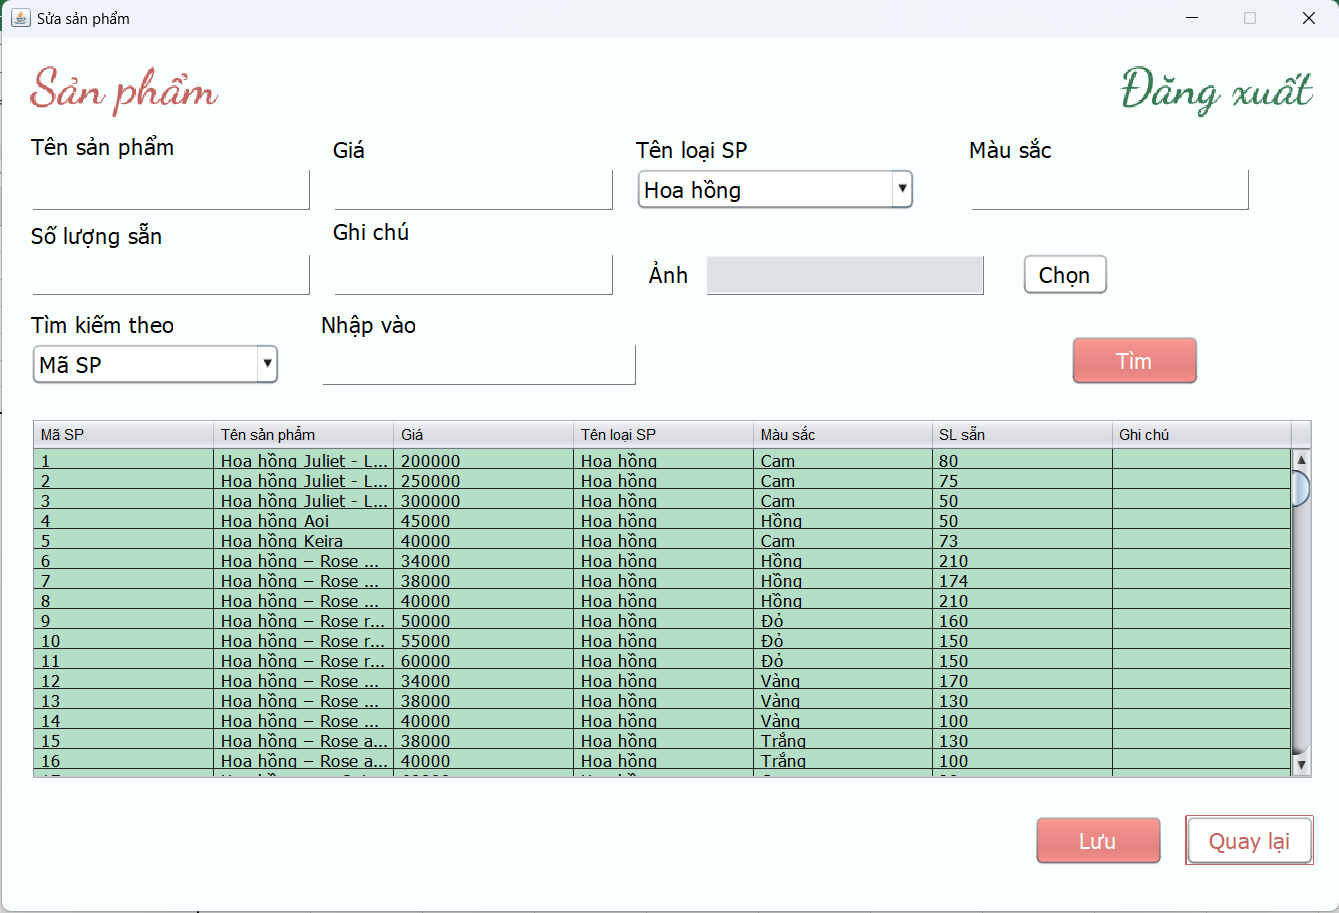 Sửa sản phẩm
Sản phẩm
Đăng xuất
Tên sản phẩm
Giá
Tên loại SP
Màu sắc
Hoa hồng
Số lượng sẵn
Ghi chú
Ảnh
Chọn
Tìm kiếm theo
Nhập vào
Mã SP
Tìm
Mã SP Tên sản phẩm Giá Tên loại SP Màu sắc SL sẵn Ghi chú
1 Hoa hồng Juliet - L... 200000 Hoa hồng Cam 80
2 Hoa hồng Juliet - L... 250000 Hoa hồng Cam 75
3 Hoa hồng Juliet - L... 300000 Hoa hồng Cam 50
4 Hoa hồng Aoi 45000 Hoa hồng Hồng 50
5 Hoa hồng Keira 40000 Hoa hồng Cam 73
6 Hoa hồng – Rose ... 34000 Hoa hồng Hồng 210
7 Hoa hồng – Rose ... 38000 Hoa hồng Hồng 174
8 Hoa hồng – Rose ... 40000 Hoa hồng Hồng 210
9 Hoa hồng – Rose r... 50000 Hoa hồng Đỏ 160
10 Hoa hồng – Rose r... 55000 Hoa hồng Đỏ 150
11 Hoa hồng – Rose r... 60000 Hoa hồng Đỏ 150
12 Hoa hồng – Rose ... 34000 Hoa hồng Vàng 170
13 Hoa hồng – Rose ... 38000 Hoa hồng Vàng 130
14 Hoa hồng – Rose ... 40000 Hoa hồng Vàng 100
15 Hoa hồng – Rose a... 38000 Hoa hồng Trắng 130
16 Hoa hồng – Rose a... 40000 Hoa hồng Trắng 100
Lưu
Quay lại